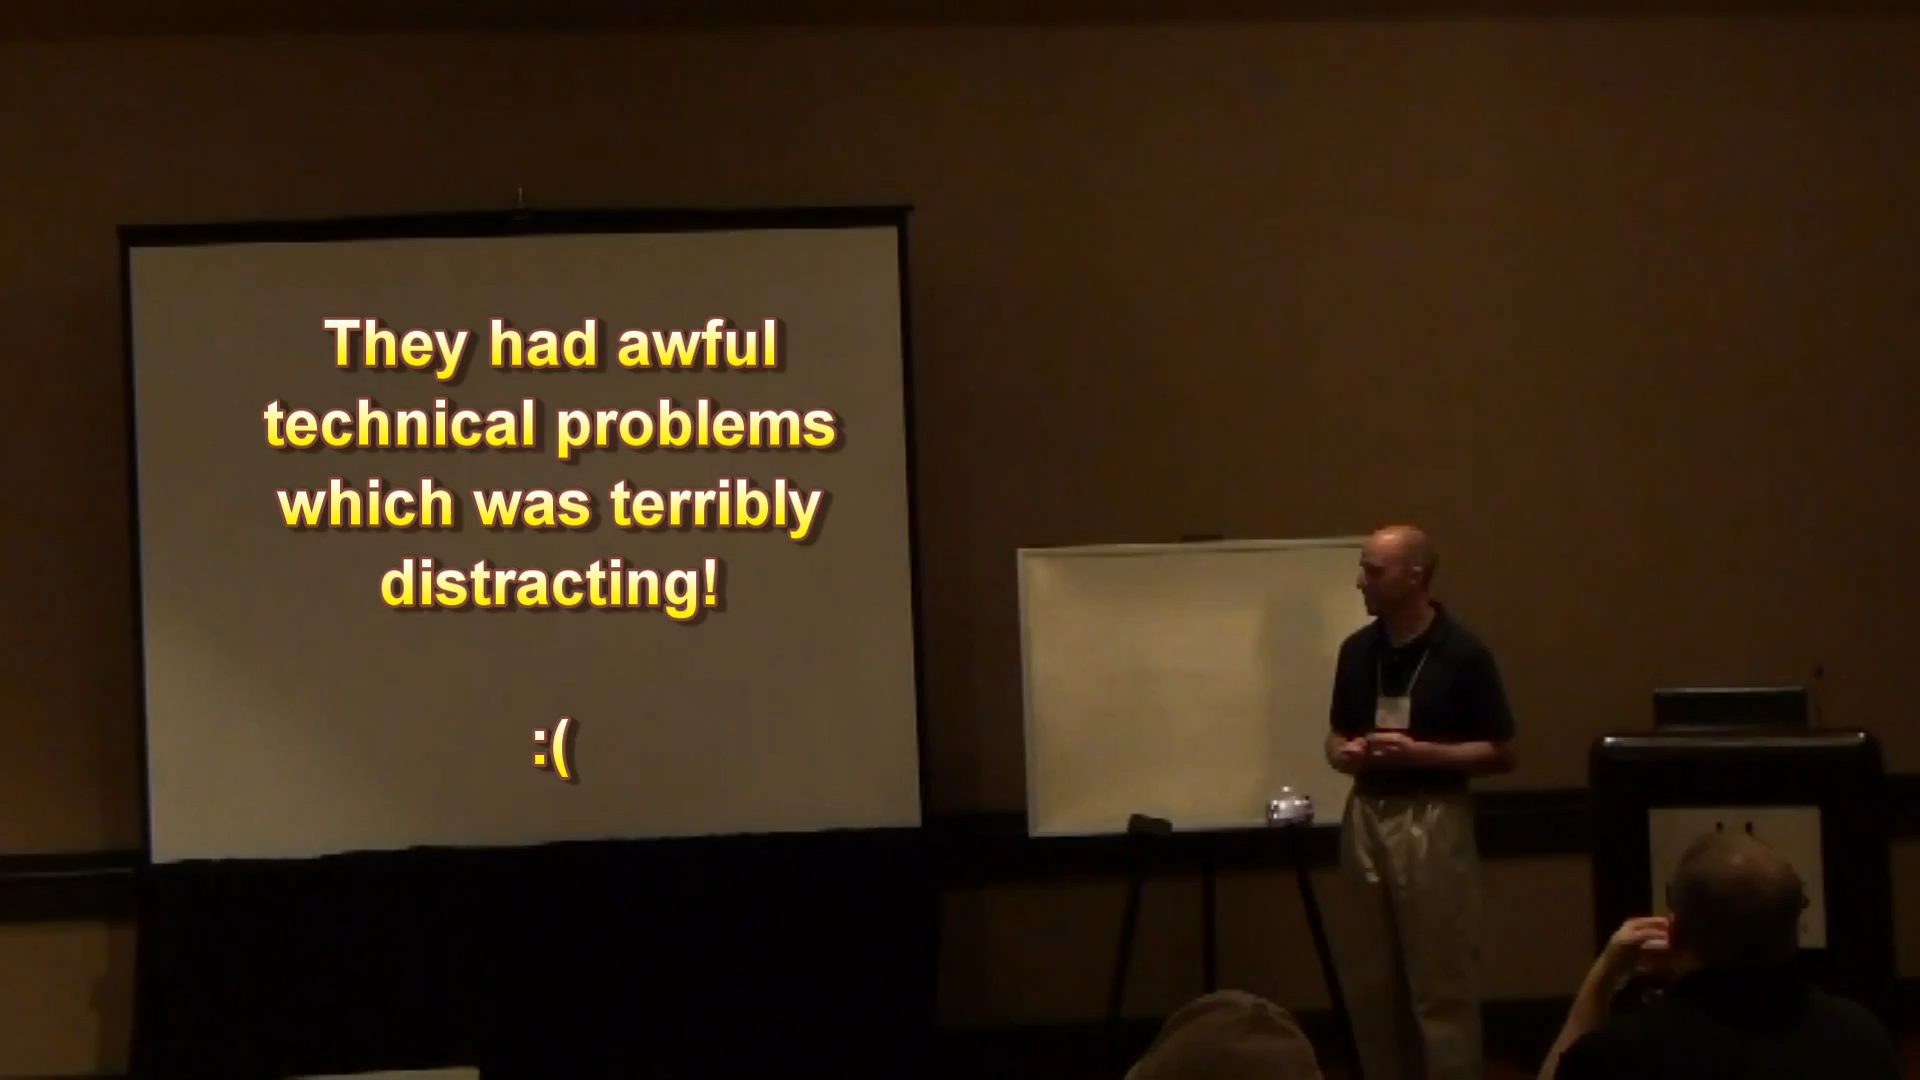 They had awful
technical problems
which was terribly
distracting!
:(